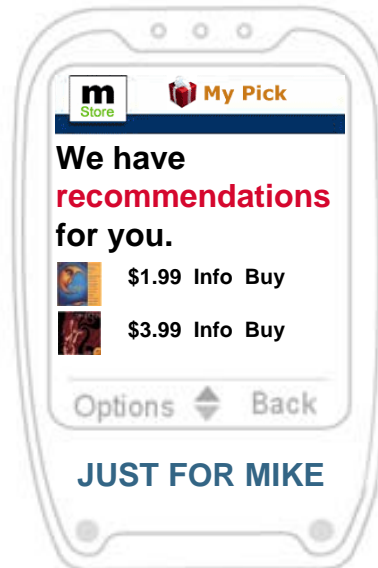 m
Store
My Pick
We have
recommendations
for you.
$1.99 Info Buy
$3.99 Info Buy
Options Back
JUST FOR MIKE